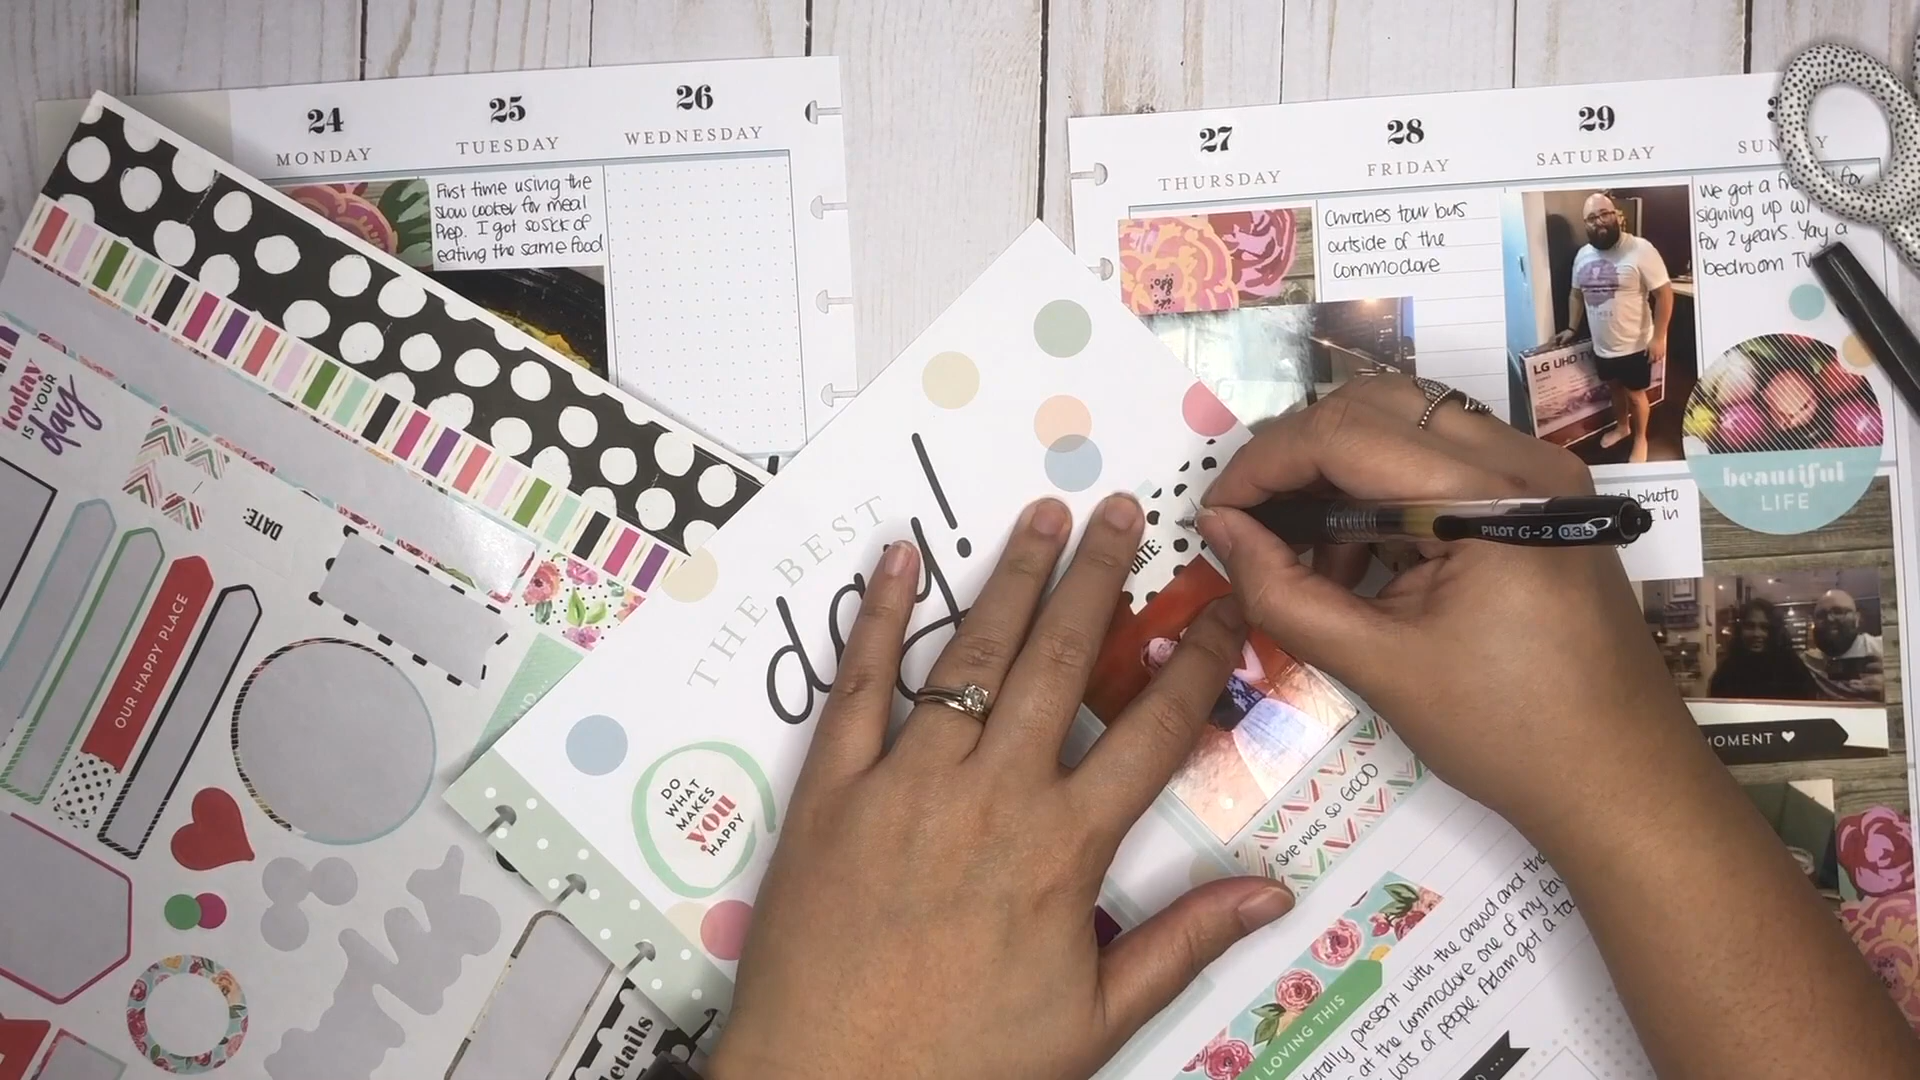 24
MONDAY
25
TUESDAY
26
WEDNESDAY
First time using the
slow cooker for meal
Prep. I got so sick of
eating the same food
27
THURSDAY
28
FRIDAY
29
SATURDAY
Churches tour bus
outside of the
Commodore
We got a for
signing up
for 2 years. Yay a
bedroom TV
LG UHD TV
beautiful
LIFE
photo
I in
MOMENT
today
IS YOUR
day
DATE:
OUR HAPPY PLACE
THE BEST
day!
DO
WHAT
MAKES
you
HAPPY
DATE:
PILOT G-2 0.38
she was so GOOD
LOVING THIS
totally present with the crowd and the
at the Commodore one of my fav
lots of people. Adam got a
details